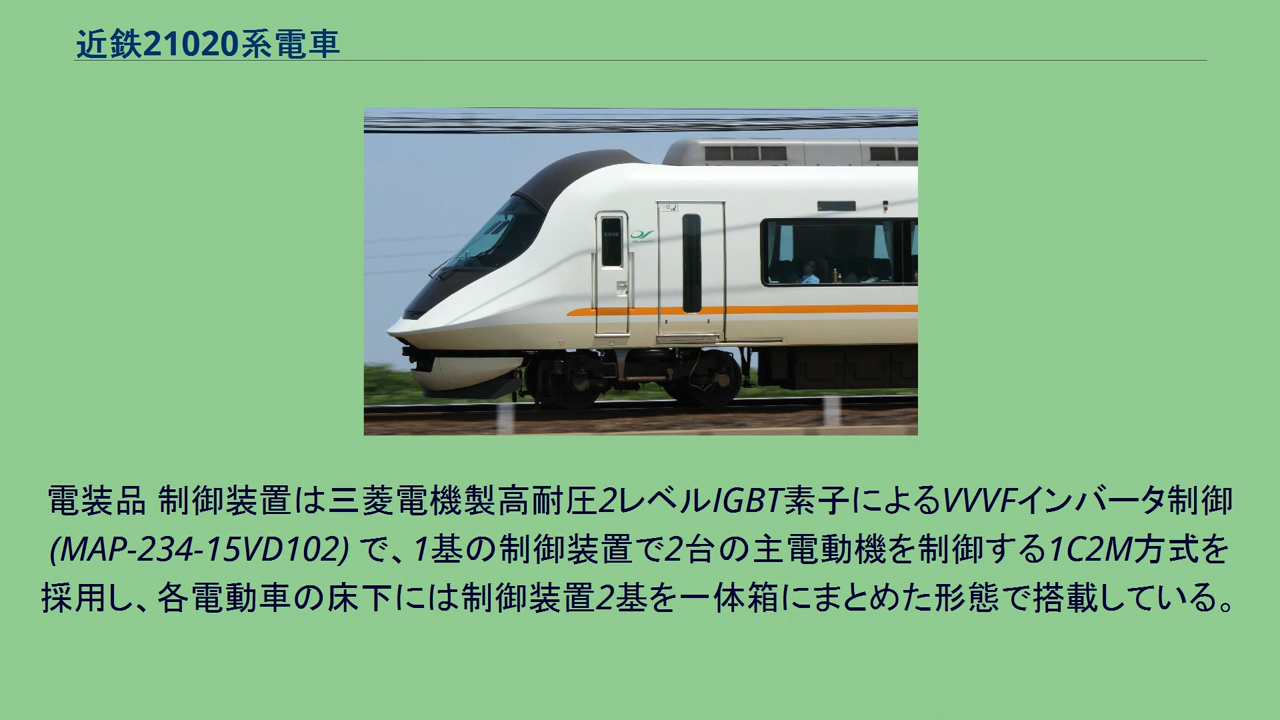 近鉄21020系電車
電装品 制御装置は三菱電機製高耐圧2レベルIGBT素子によるVVVFインバータ制御
(MAP-234-15VD102) で、1基の制御装置で2台の主電動機を制御する1C2M方式を
採用し、各電動車の床下には制御装置2基を一体箱にまとめた形態で搭載している。